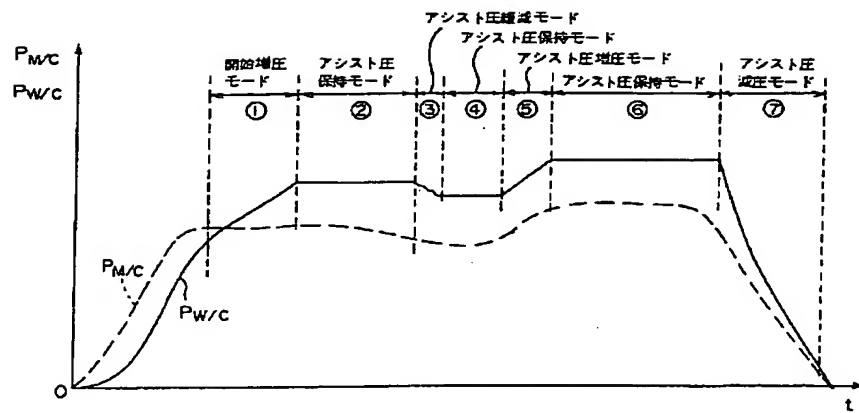 アシスト圧緩減モード
アシスト圧保持モード
PM/C
開始増圧
モード
アシスト圧
保持モード
アシスト圧増圧モード
アシスト圧保持モード
アシスト圧
減圧モード
PW/C
① ② ③ ④ ⑤ ⑥ ⑦
PM/C
PW/C
O
t